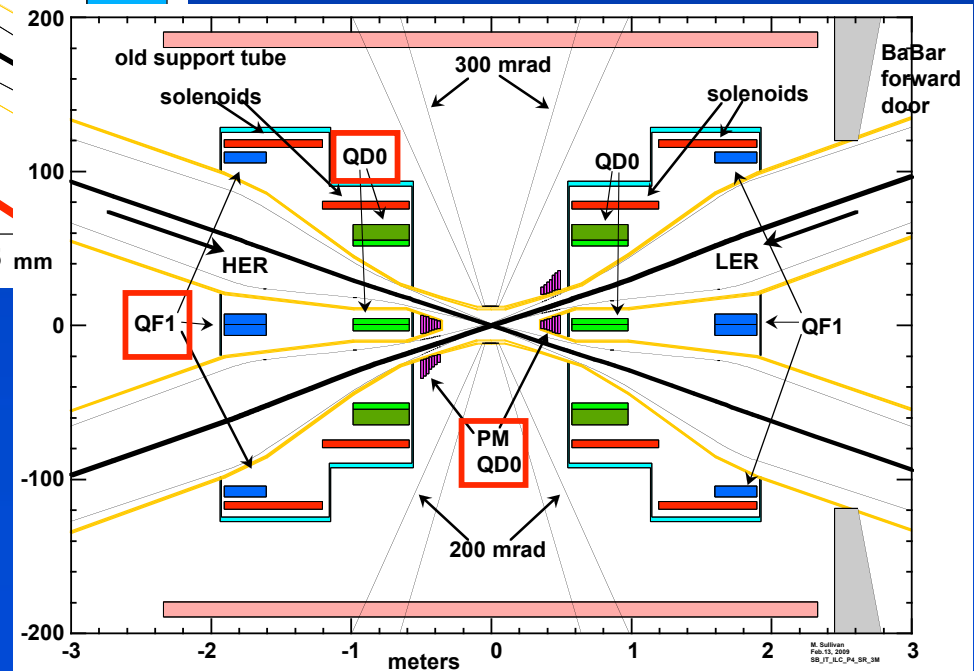 200
100
0
-100
-200
mm
-3
-2
-1
0
1
2
3
meters
old support tube
solenoids
300 mrad
solenoids
BaBar
forward
door
QD0
QD0
HER
LER
QF1
QF1
PM
QD0
200 mrad
M. Sullivan
Feb.13, 2009
SB_IT_ILC_P4_SR_3M